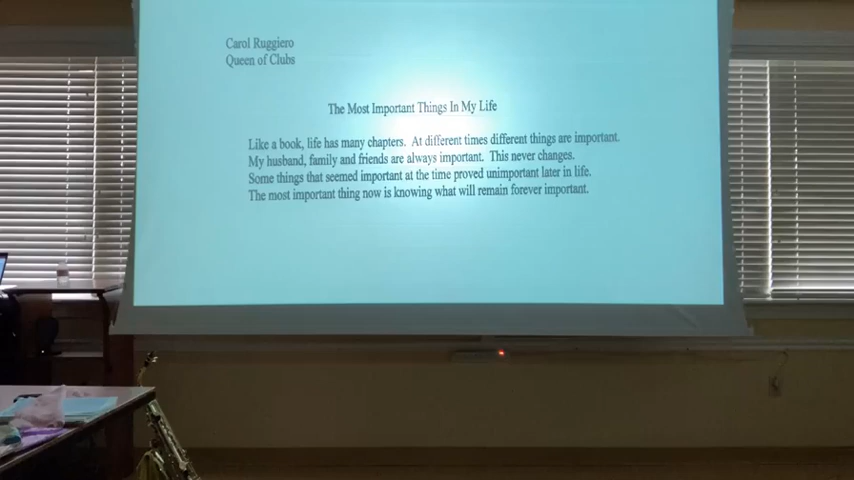 Carol Ruggiero
Queen of Clubs
The Most Important Things In My Life
Like a book, life has many chapters. At different times different things are important.
My husband, family and friends are always important. This never changes.
Some things that seemed important at the time proved unimportant later in life.
The most important thing now is knowing what will remain forever important.